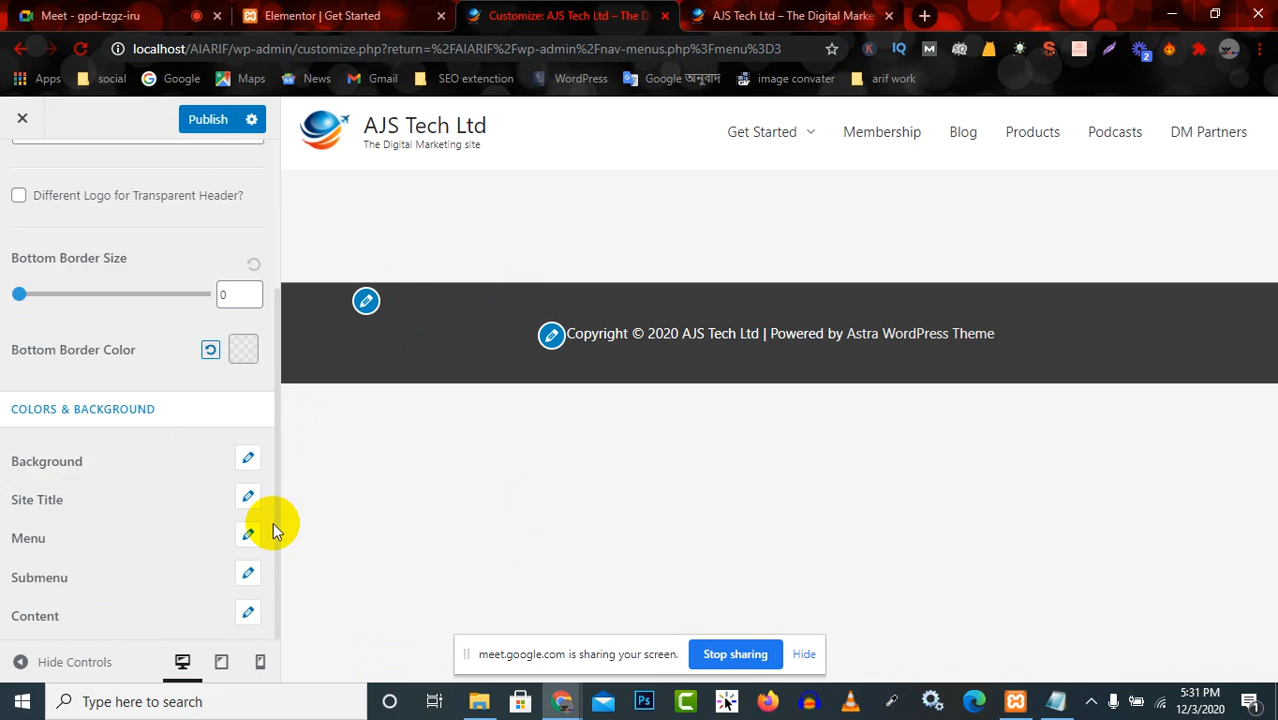 Meet - gpd-tzgz-iru
Elementor | Get Started
Customize: AJS Tech Ltd – The D
AJS Tech Ltd – The Digital Marke
localhost/AIARIF/wp-admin/customize.php?return=%2FAIARIF%2Fwp-admin%2Fnav-menus.php%3Fmenu%3D3
Apps
social
Google
Maps
News
Gmail
SEO extenction
WordPress
Google অনুবাদ
image convater
arif work
Publish
AJS Tech Ltd
The Digital Marketing site
Get Started
Membership
Blog
Products
Podcasts
DM Partners
Different Logo for Transparent Header?
Bottom Border Size
0
Bottom Border Color
COLORS & BACKGROUND
Background
Site Title
Menu
Submenu
Content
Hide Controls
Copyright © 2020 AJS Tech Ltd | Powered by Astra WordPress Theme
meet.google.com is sharing your screen.
Stop sharing
Hide
Type here to search
5:31 PM
12/3/2020